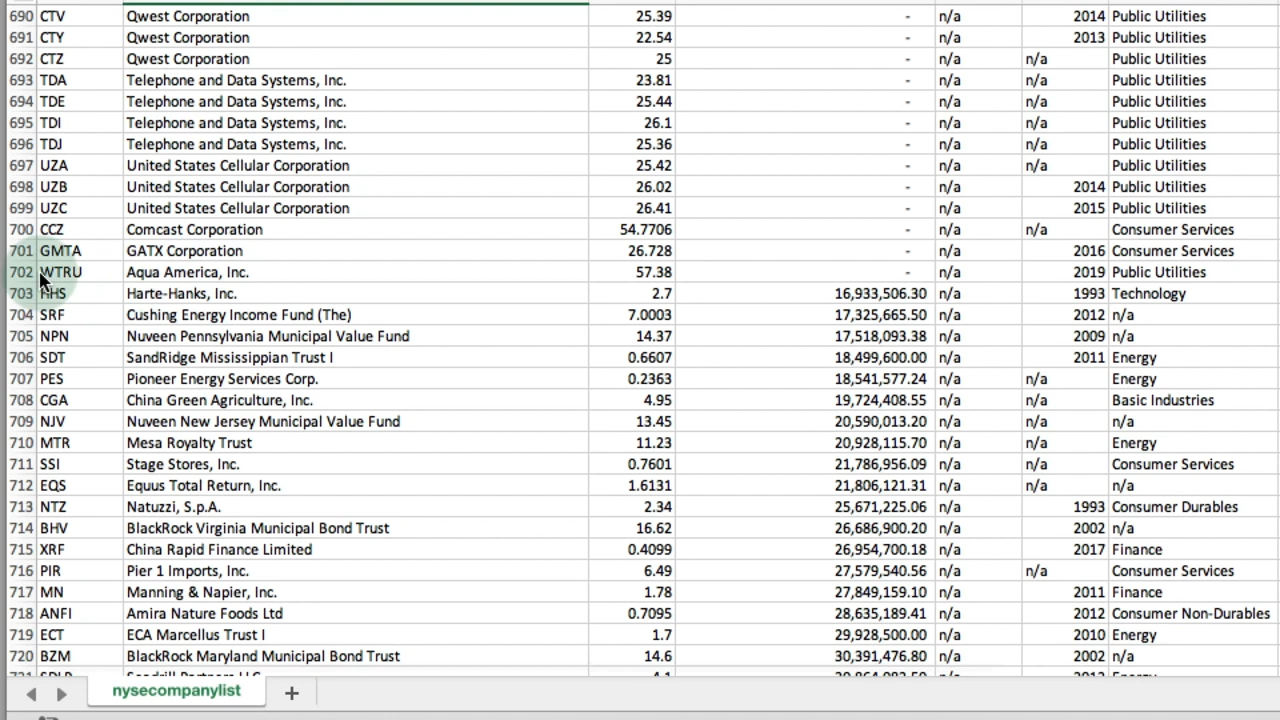 690 CTV Qwest Corporation 25.39 - n/a 2014 Public Utilities
691 CTY Qwest Corporation 22.54 - n/a 2013 Public Utilities
692 CTZ Qwest Corporation 25 - n/a n/a Public Utilities
693 TDA Telephone and Data Systems, Inc. 23.81 - n/a n/a Public Utilities
694 TDE Telephone and Data Systems, Inc. 25.44 - n/a n/a Public Utilities
695 TDI Telephone and Data Systems, Inc. 26.1 - n/a n/a Public Utilities
696 TDJ Telephone and Data Systems, Inc. 25.36 - n/a n/a Public Utilities
697 UZA United States Cellular Corporation 25.42 - n/a n/a Public Utilities
698 UZB United States Cellular Corporation 26.02 - n/a 2014 Public Utilities
699 UZC United States Cellular Corporation 26.41 - n/a 2015 Public Utilities
700 CCZ Comcast Corporation 54.7706 - n/a n/a Consumer Services
701 GMTA GATX Corporation 26.728 - n/a 2016 Consumer Services
702 WTRU Aqua America, Inc. 57.38 - n/a 2019 Public Utilities
703 HHS Harte-Hanks, Inc. 2.7 16,933,506.30 n/a 1993 Technology
704 SRF Cushing Energy Income Fund (The) 7.0003 17,325,665.50 n/a 2012 n/a
705 NPN Nuveen Pennsylvania Municipal Value Fund 14.37 17,518,093.38 n/a 2009 n/a
706 SDT SandRidge Mississippian Trust I 0.6607 18,499,600.00 n/a 2011 Energy
707 PES Pioneer Energy Services Corp. 0.2363 18,541,577.24 n/a n/a Energy
708 CGA China Green Agriculture, Inc. 4.95 19,724,408.55 n/a n/a Basic Industries
709 NJV Nuveen New Jersey Municipal Value Fund 13.45 20,590,013.20 n/a n/a n/a
710 MTR Mesa Royalty Trust 11.23 20,928,115.70 n/a n/a Energy
711 SSI Stage Stores, Inc. 0.7601 21,786,956.09 n/a n/a Consumer Services
712 EQS Equus Total Return, Inc. 1.6131 21,806,121.31 n/a n/a n/a
713 NTZ Natuzzi, S.p.A. 2.34 25,671,225.06 n/a 1993 Consumer Durables
714 BHV BlackRock Virginia Municipal Bond Trust 16.62 26,686,900.20 n/a 2002 n/a
715 XRF China Rapid Finance Limited 0.4099 26,954,700.18 n/a 2017 Finance
716 PIR Pier 1 Imports, Inc. 6.49 27,579,540.56 n/a n/a Consumer Services
717 MN Manning & Napier, Inc. 1.78 27,849,159.10 n/a 2011 Finance
718 ANFI Amira Nature Foods Ltd 0.7095 28,635,189.41 n/a 2012 Consumer Non-Durables
719 ECT ECA Marcellus Trust I 1.7 29,928,500.00 n/a 2010 Energy
720 BZM BlackRock Maryland Municipal Bond Trust 14.6 30,391,476.80 n/a 2002 n/a
nysecompanylist